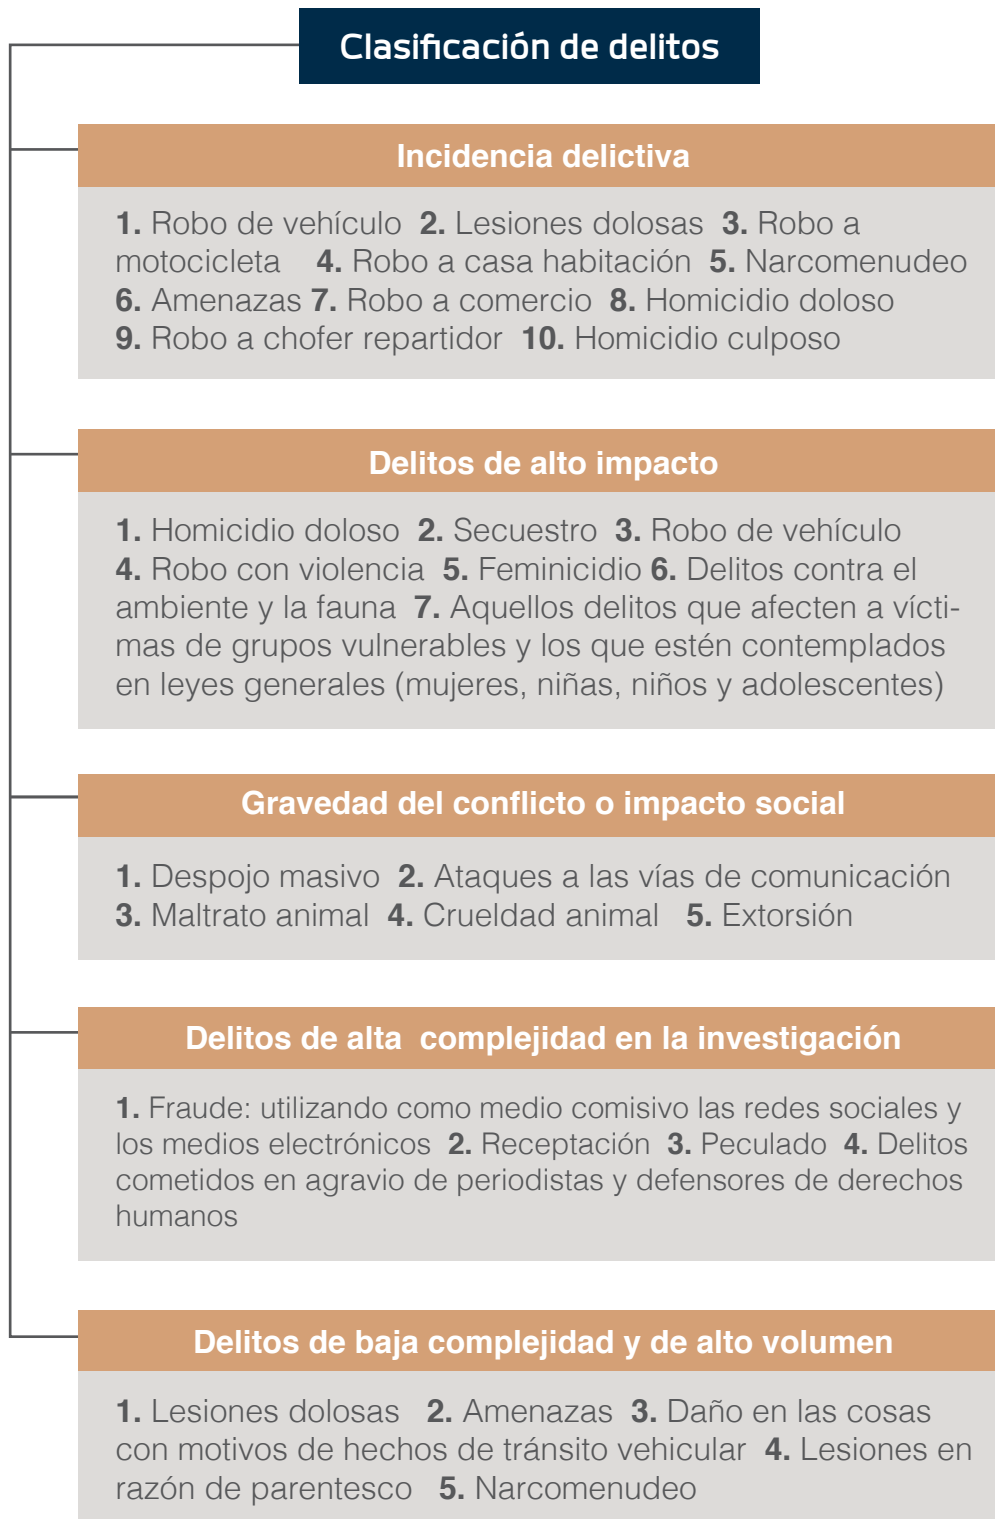 Clasificación de delitos
Incidencia delictiva
1. Robo de vehículo 2. Lesiones dolosas 3. Robo a
motocicleta 4. Robo a casa habitación 5. Narcomenudeo
6. Amenazas 7. Robo a comercio 8. Homicidio doloso
9. Robo a chofer repartidor 10. Homicidio culposo
Delitos de alto impacto
1. Homicidio doloso 2. Secuestro 3. Robo de vehículo
4. Robo con violencia 5. Feminicidio 6. Delitos contra el
ambiente y la fauna 7. Aquellos delitos que afecten a vícti-
mas de grupos vulnerables y los que estén contemplados
en leyes generales (mujeres, niñas, niños y adolescentes)
Gravedad del conflicto o impacto social
1. Despojo masivo 2. Ataques a las vías de comunicación
3. Maltrato animal 4. Crueldad animal 5. Extorsión
Delitos de alta complejidad en la investigación
1. Fraude: utilizando como medio comisivo las redes sociales y
los medios electrónicos 2. Receptación 3. Peculado 4. Delitos
cometidos en agravio de periodistas y defensores de derechos
humanos
Delitos de baja complejidad y de alto volumen
1. Lesiones dolosas 2. Amenazas 3. Daño en las cosas
con motivos de hechos de tránsito vehicular 4. Lesiones en
razón de parentesco 5. Narcomenudeo